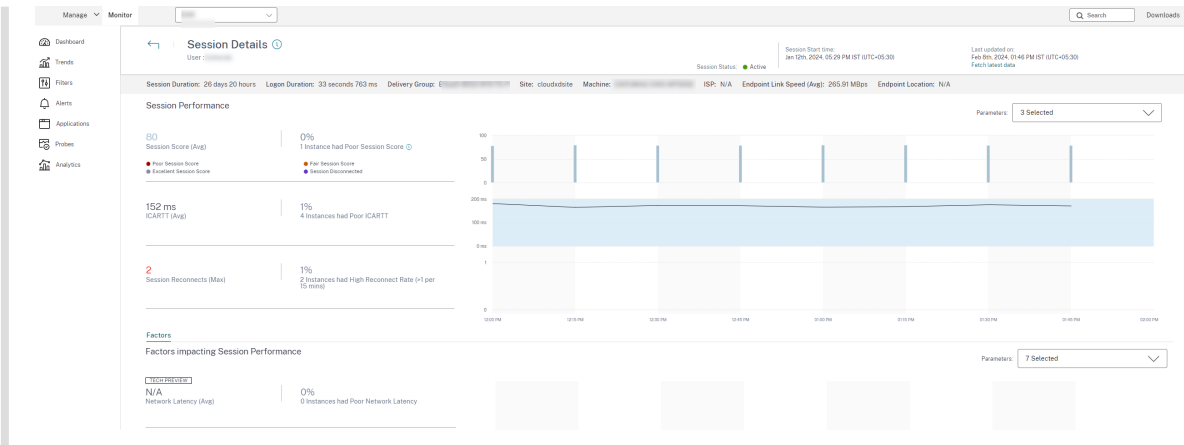 Manage Monitor Search Downloads
Dashboard
Trends
Filters
Alerts
Applications
Probes
Analytics
Session Details
User :
Session Status: Active
Session Start time:
Jan 12th, 2024, 05:29 PM IST (UTC+05:30)
Last updated on:
Feb 8th, 2024, 01:46 PM IST (UTC+05:30)
Fetch latest data
Session Duration: 26 days 20 hours Logon Duration: 33 seconds 763 ms Delivery Group: Site: cloudxdsite Machine: ISP: N/A Endpoint Link Speed (Avg): 265.91 MBps Endpoint Location: N/A
Session Performance
Parameters: 3 Selected
80
Session Score (Avg)
0%
1 Instance had Poor Session Score
Poor Session Score
Fair Session Score
Excellent Session Score
Session Disconnected
100
50
0
152 ms
ICARTT (Avg)
1%
4 Instances had Poor ICARTT
200 ms
100 ms
0 ms
2
Session Reconnects (Max)
1%
2 Instances had High Reconnect Rate (>1 per
15 mins)
1
0
12:00 PM 12:15 PM 12:30 PM 12:45 PM 01:00 PM 01:15 PM 01:30 PM 01:45 PM 02:00 PM
Factors
Factors impacting Session Performance
Parameters: 7 Selected
TECH PREVIEW
N/A
Network Latency (Avg)
0%
0 Instances had Poor Network Latency